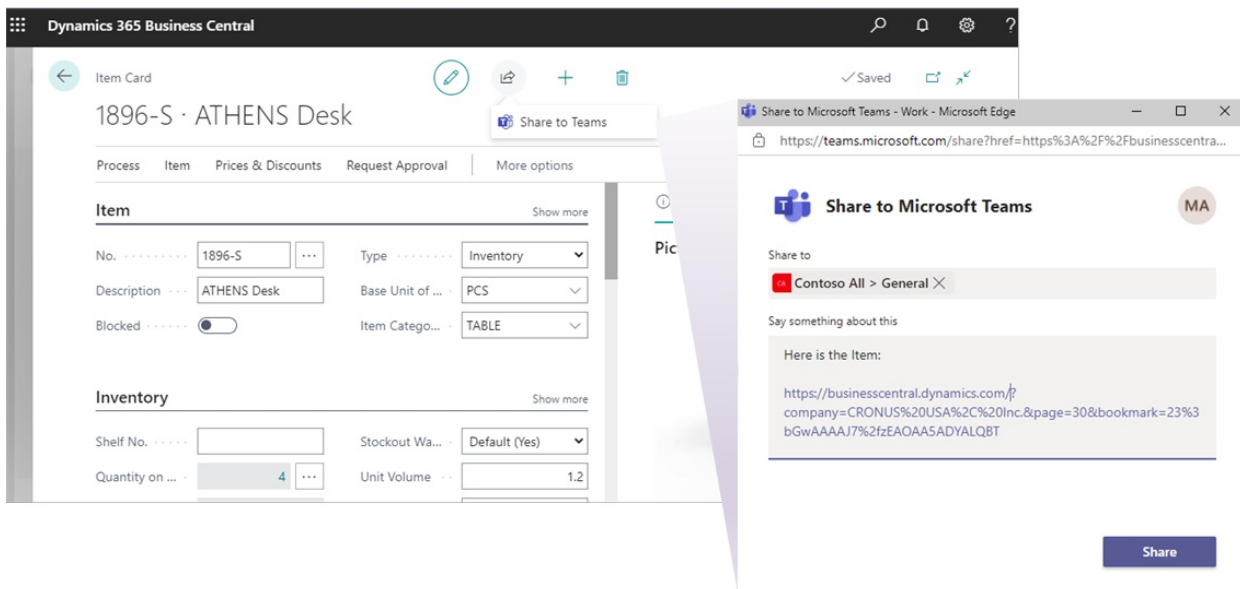 Dynamics 365 Business Central
?
Item Card
Saved
1896-S · ATHENS Desk
Share to Teams
Process Item Prices & Discounts Request Approval More options
Item
Show more
No. 1896-S ... Type Inventory
Description ATHENS Desk Base Unit of ... PCS
Blocked Item Catego... TABLE
Inventory
Show more
Shelf No. Stockout Wa... Default (Yes)
Quantity on ... 4 ... Unit Volume 1.2
Pic
Share to Microsoft Teams - Work - Microsoft Edge
https://teams.microsoft.com/share?href=https%3A%2F%2Fbusinesscentra...
Share to Microsoft Teams
MA
Share to
CA Contoso All > General
Say something about this
Here is the Item:
https://businesscentral.dynamics.com/?
company=CRONUS%20USA%2C%20Inc.&page=30&bookmark=23%3
bGwAAAAJ7%2fzEAOAA5ADYALQBT
Share